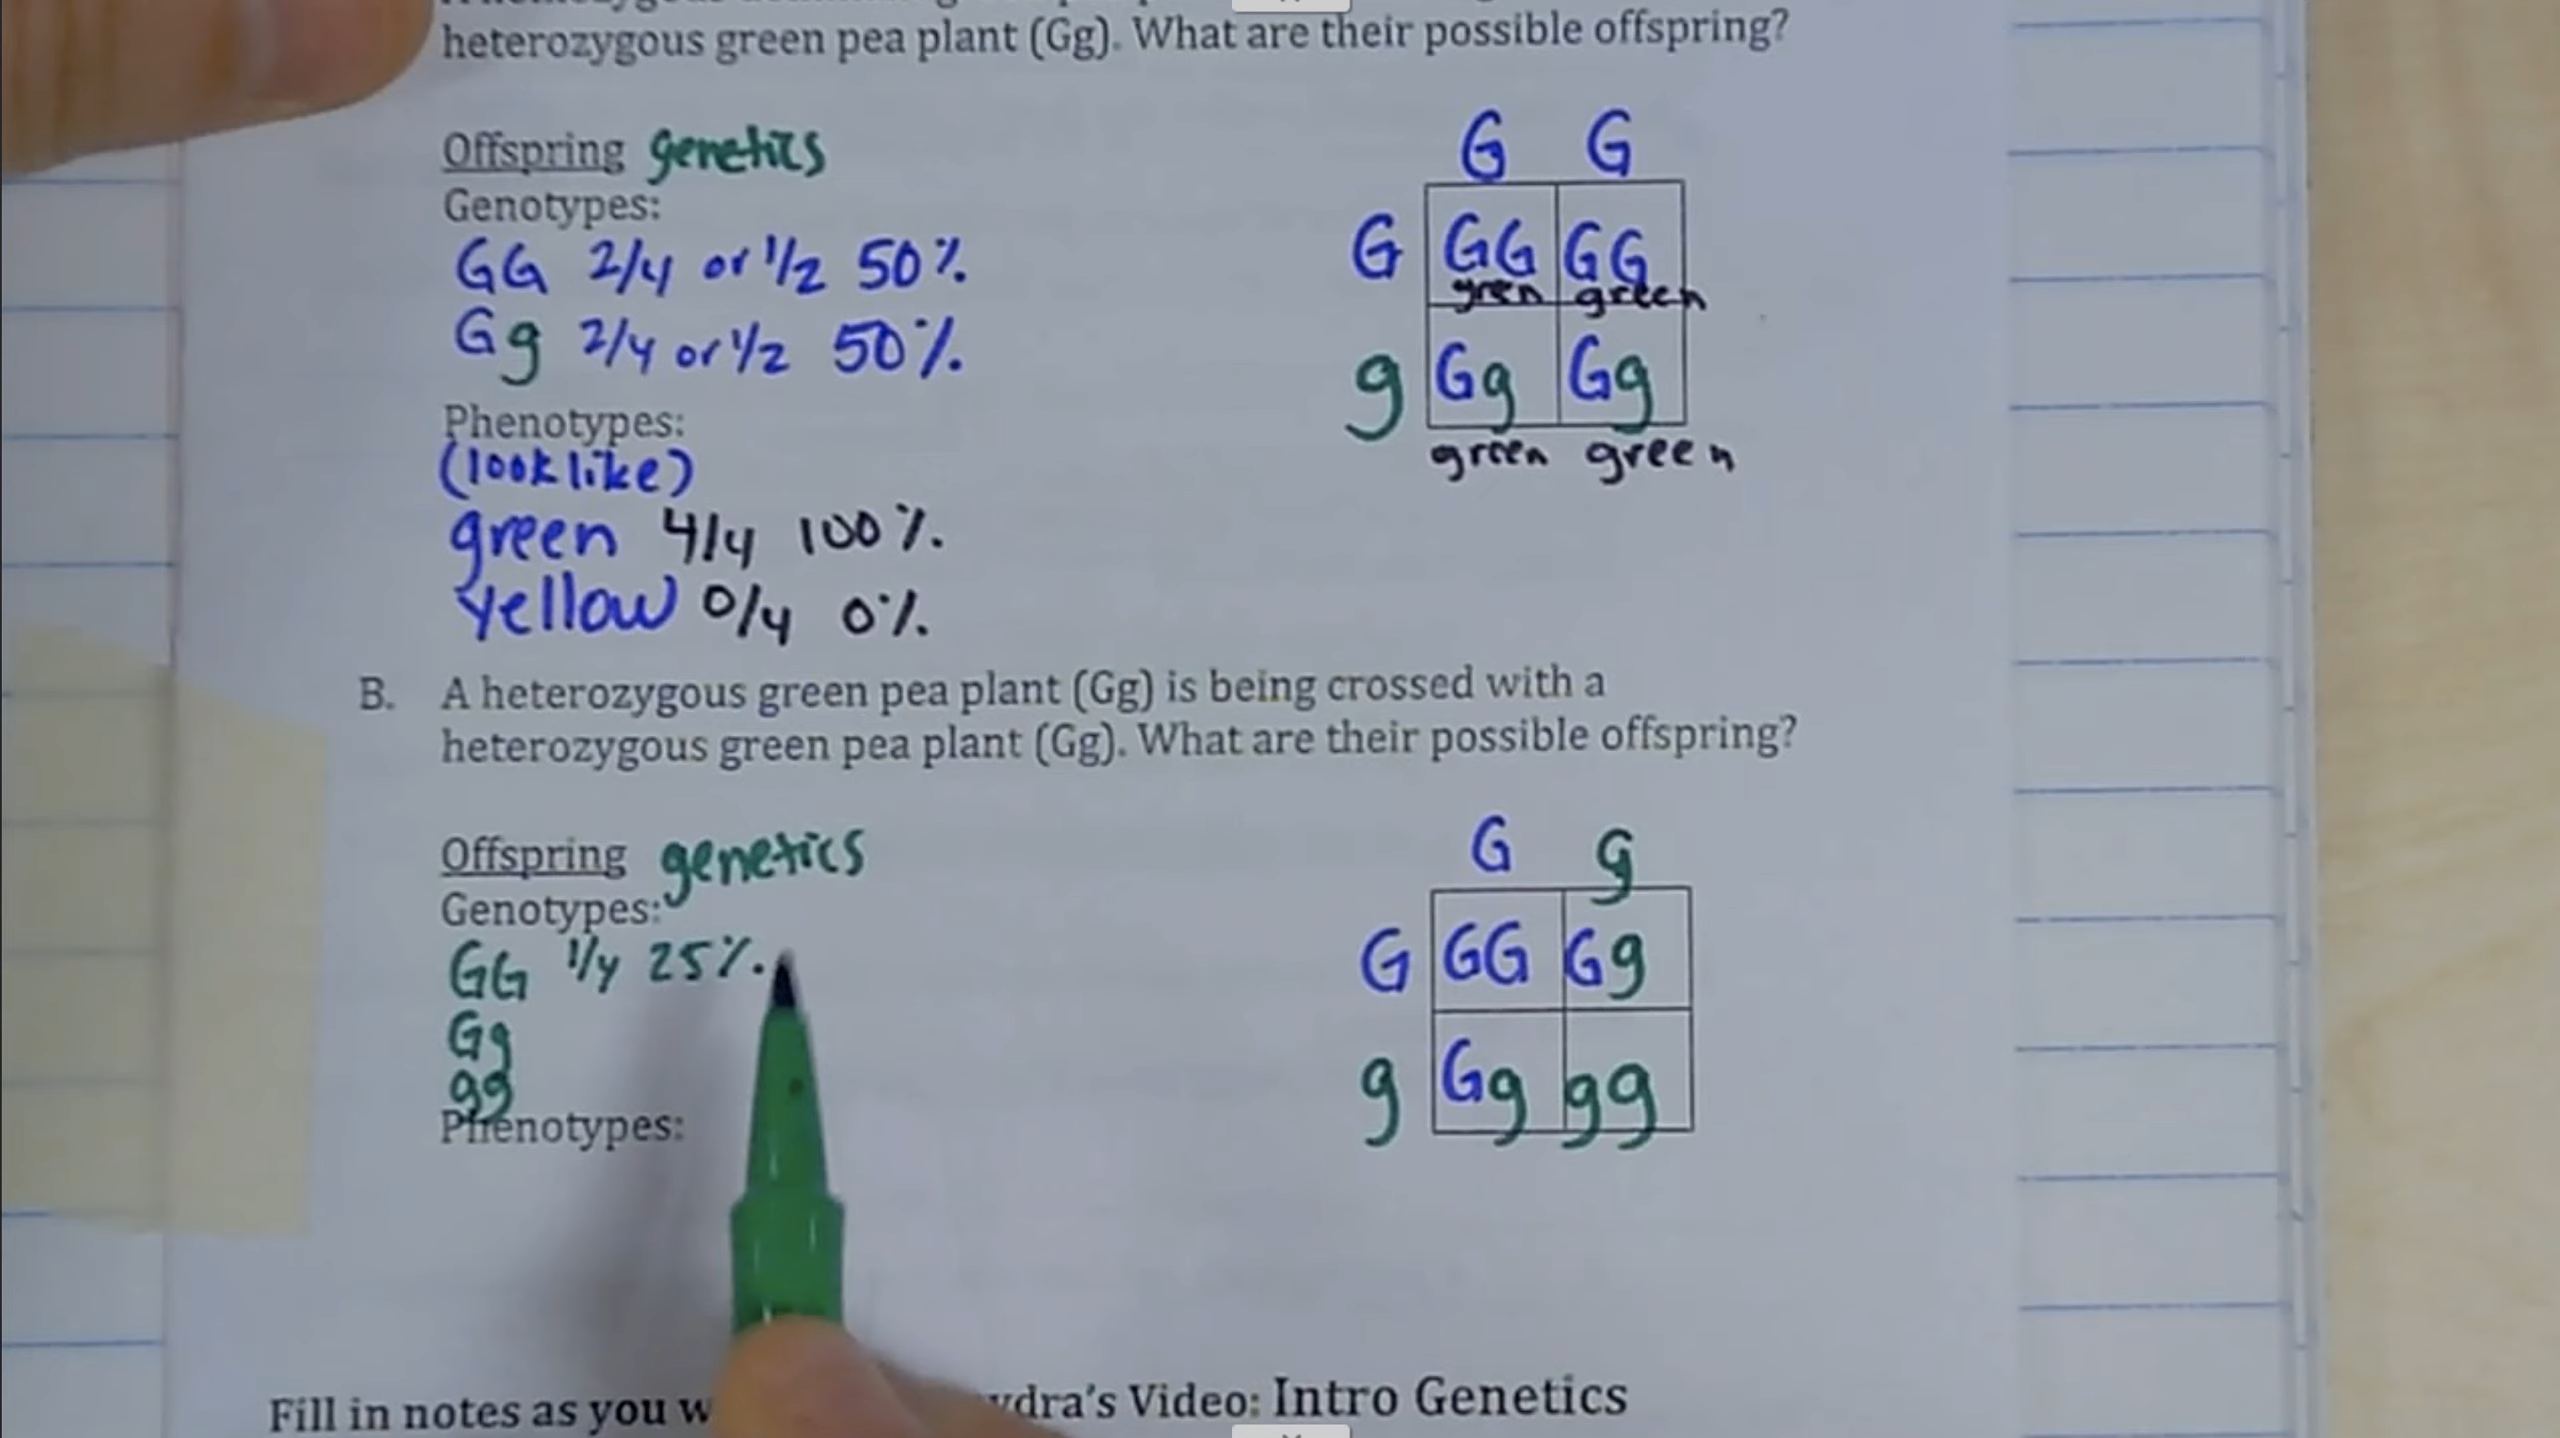 heterozygous green pea plant (Gg). What are their possible offspring?
Offspring genetics
Genotypes:
GG 2/4 or 1/2 50%
Gg 2/4 or 1/2 50%
Phenotypes:
(look like)
green 4/4 100%
yellow 0/4 0%
G G
G GG GG
green green
g Gg Gg
green green
B. A heterozygous green pea plant (Gg) is being crossed with a
heterozygous green pea plant (Gg). What are their possible offspring?
Offspring genetics
Genotypes:
GG 1/4 25%
Gg
gg
Phenotypes:
G g
G GG Gg
g Gg gg
Fill in notes as you Video: Intro Genetics